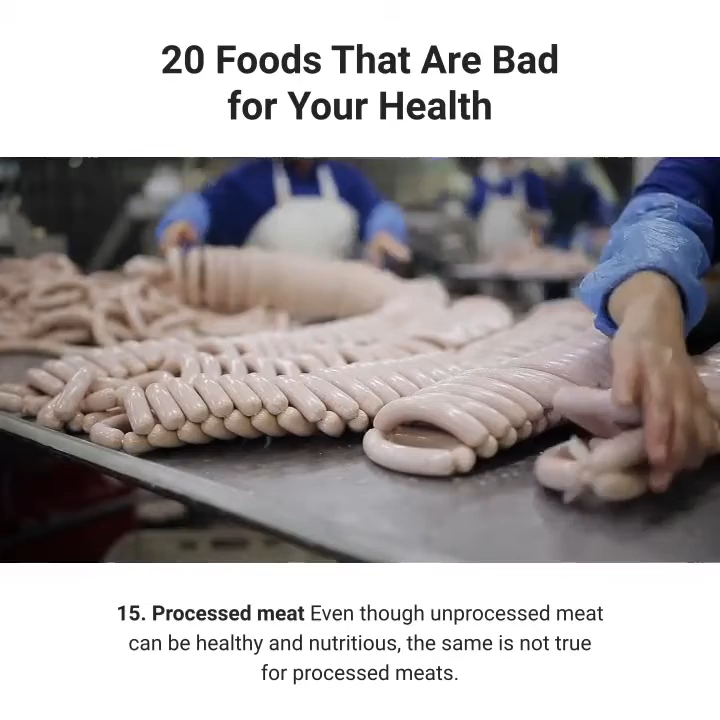 20 Foods That Are Bad
for Your Health
15. Processed meat Even though unprocessed meat
can be healthy and nutritious, the same is not true
for processed meats.